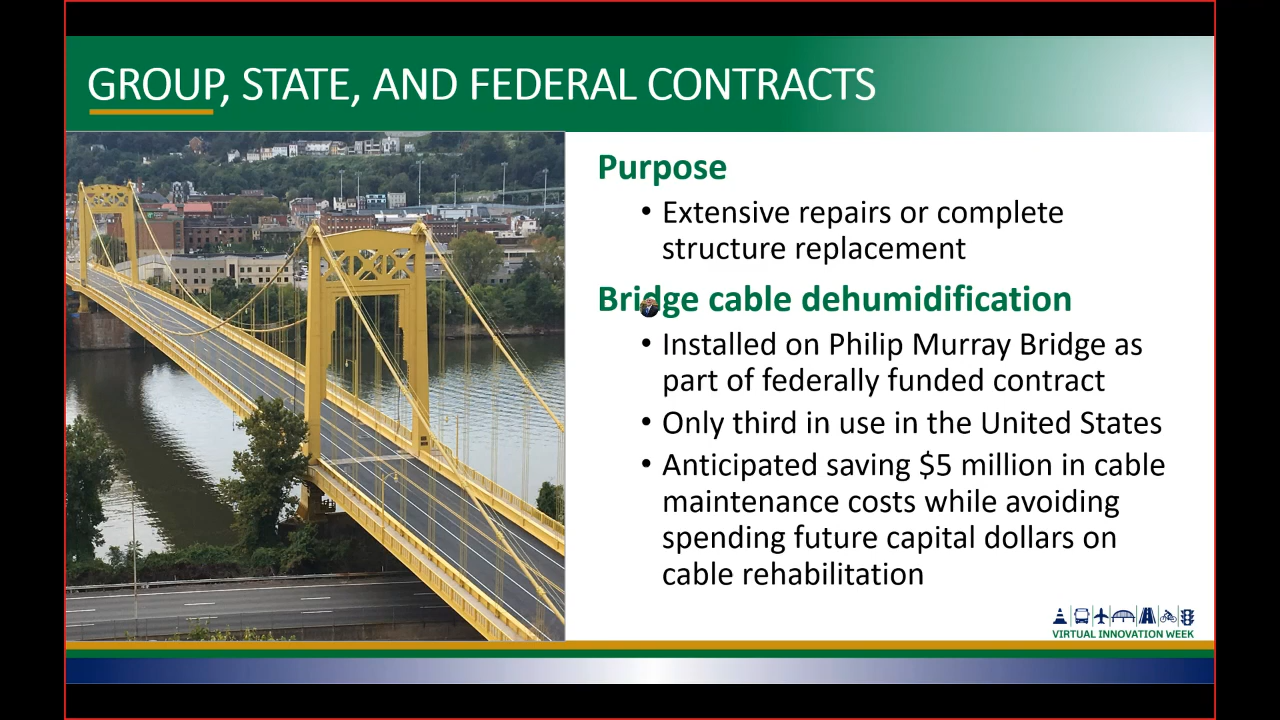 GROUP, STATE, AND FEDERAL CONTRACTS
Purpose
• Extensive repairs or complete
structure replacement
Bridge cable dehumidification
• Installed on Philip Murray Bridge as
part of federally funded contract
• Only third in use in the United States
• Anticipated saving $5 million in cable
maintenance costs while avoiding
spending future capital dollars on
cable rehabilitation
VIRTUAL INNOVATION WEEK